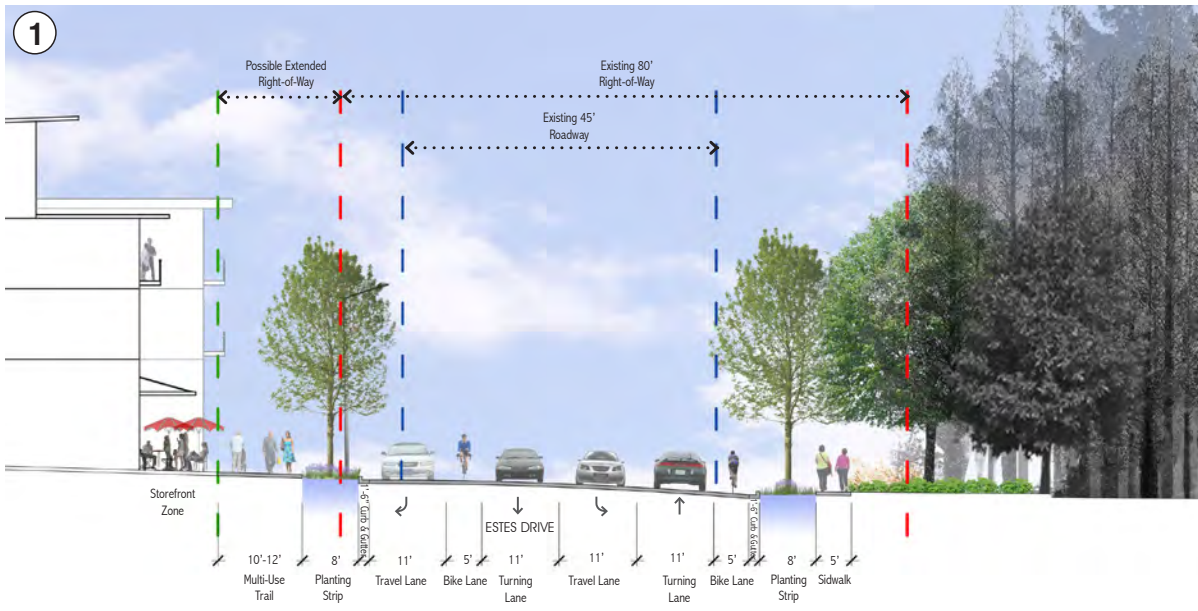 1
Possible Extended
Right-of-Way
Existing 80'
Right-of-Way
Existing 45'
Roadway
Storefront
Zone
1'-6" Curb & Gutter
ESTES DRIVE
1'-6" Curb & Gutter
10'-12'
8'
11'
5'
11'
11'
11'
5'
8'
5'
Multi-Use
Trail
Planting
Strip
Travel Lane
Bike Lane
Turning
Lane
Travel Lane
Turning
Lane
Bike Lane
Planting
Strip
Sidwalk